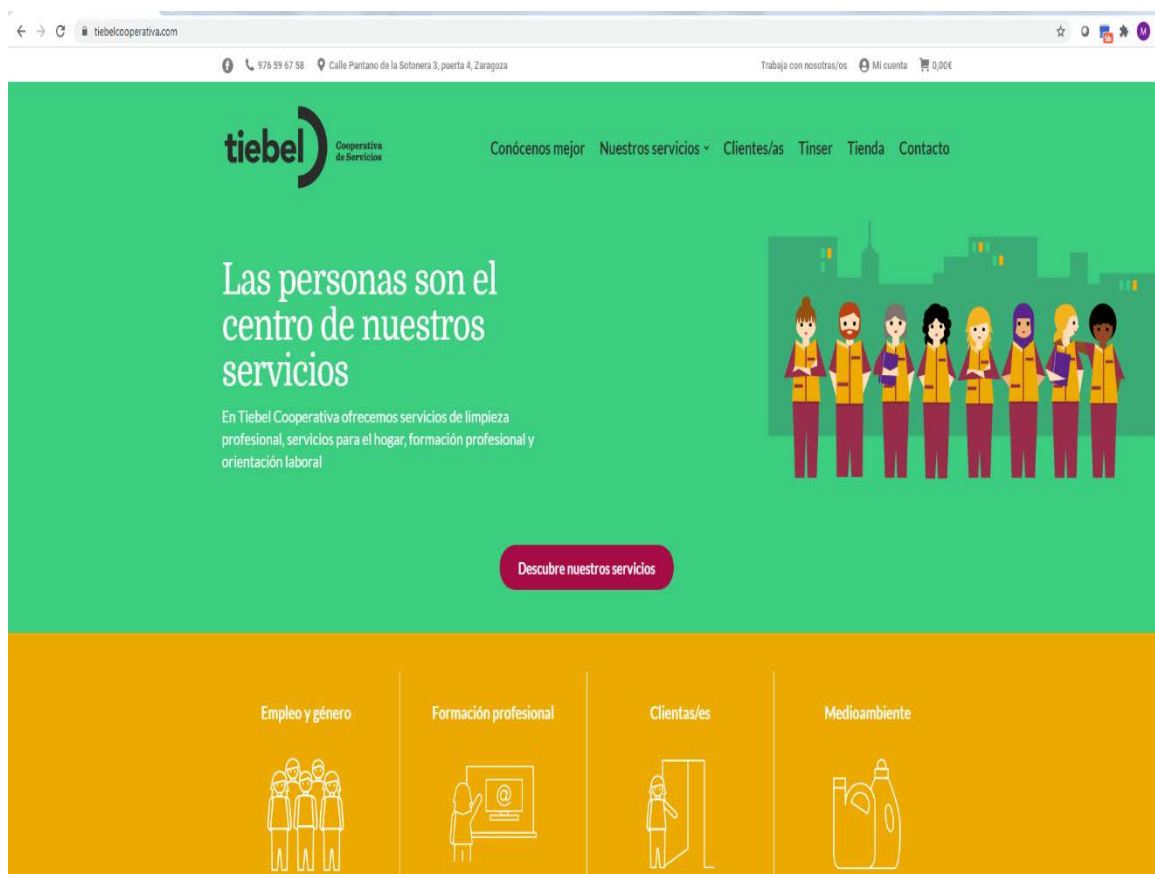 tiebelcooperativa.com
976 59 67 58 Calle Pantano de la Sotonera 3, puerta 4, Zaragoza Trabaja con nosotras/os Mi cuenta 0,00€
tiebel Cooperativa
de Servicios
Conócenos mejor Nuestros servicios Clientes/as Tinser Tienda Contacto
Las personas son el
centro de nuestros
servicios
En Tiebel Cooperativa ofrecemos servicios de limpieza
profesional, servicios para el hogar, formación profesional y
orientación laboral
Descubre nuestros servicios
Empleo y género Formación profesional Clientas/es Medioambiente
@